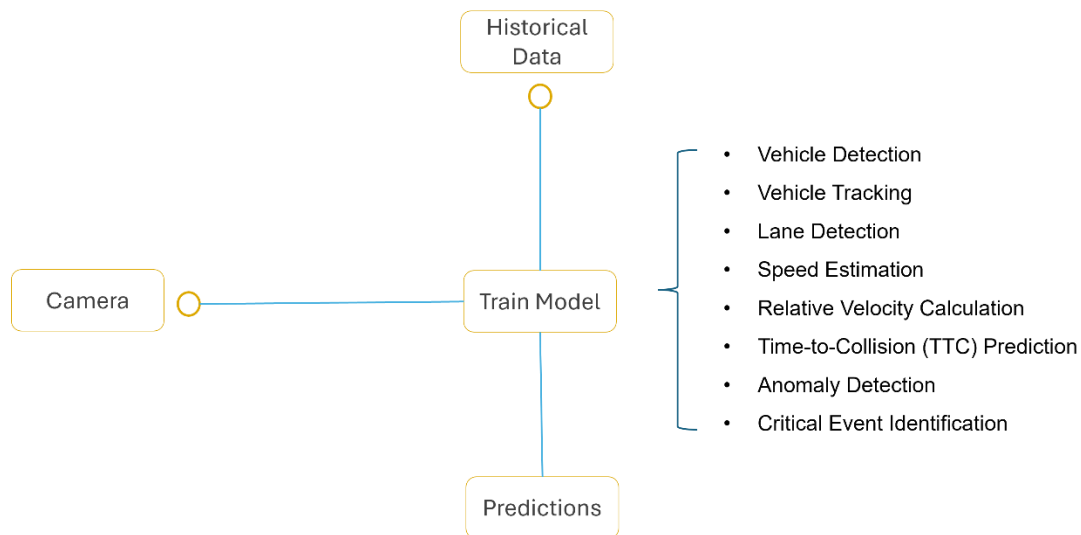 Historical
Data
Camera
Train Model
• Vehicle Detection
• Vehicle Tracking
• Lane Detection
• Speed Estimation
• Relative Velocity Calculation
• Time-to-Collision (TTC) Prediction
• Anomaly Detection
• Critical Event Identification
Predictions